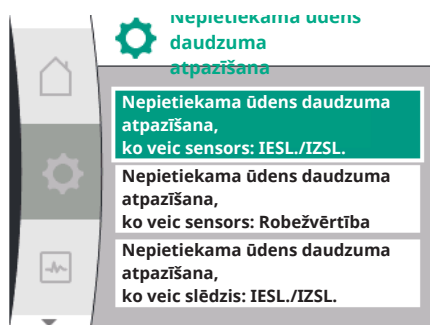 Nepietiekama ūdens
daudzuma
atpazīšana
Nepietiekama ūdens daudzuma
atpazīšana,
ko veic sensors: IESL./IZSL.
Nepietiekama ūdens daudzuma
atpazīšana,
ko veic sensors: Robežvērtība
Nepietiekama ūdens daudzuma
atpazīšana,
ko veic slēdzis: IESL./IZSL.